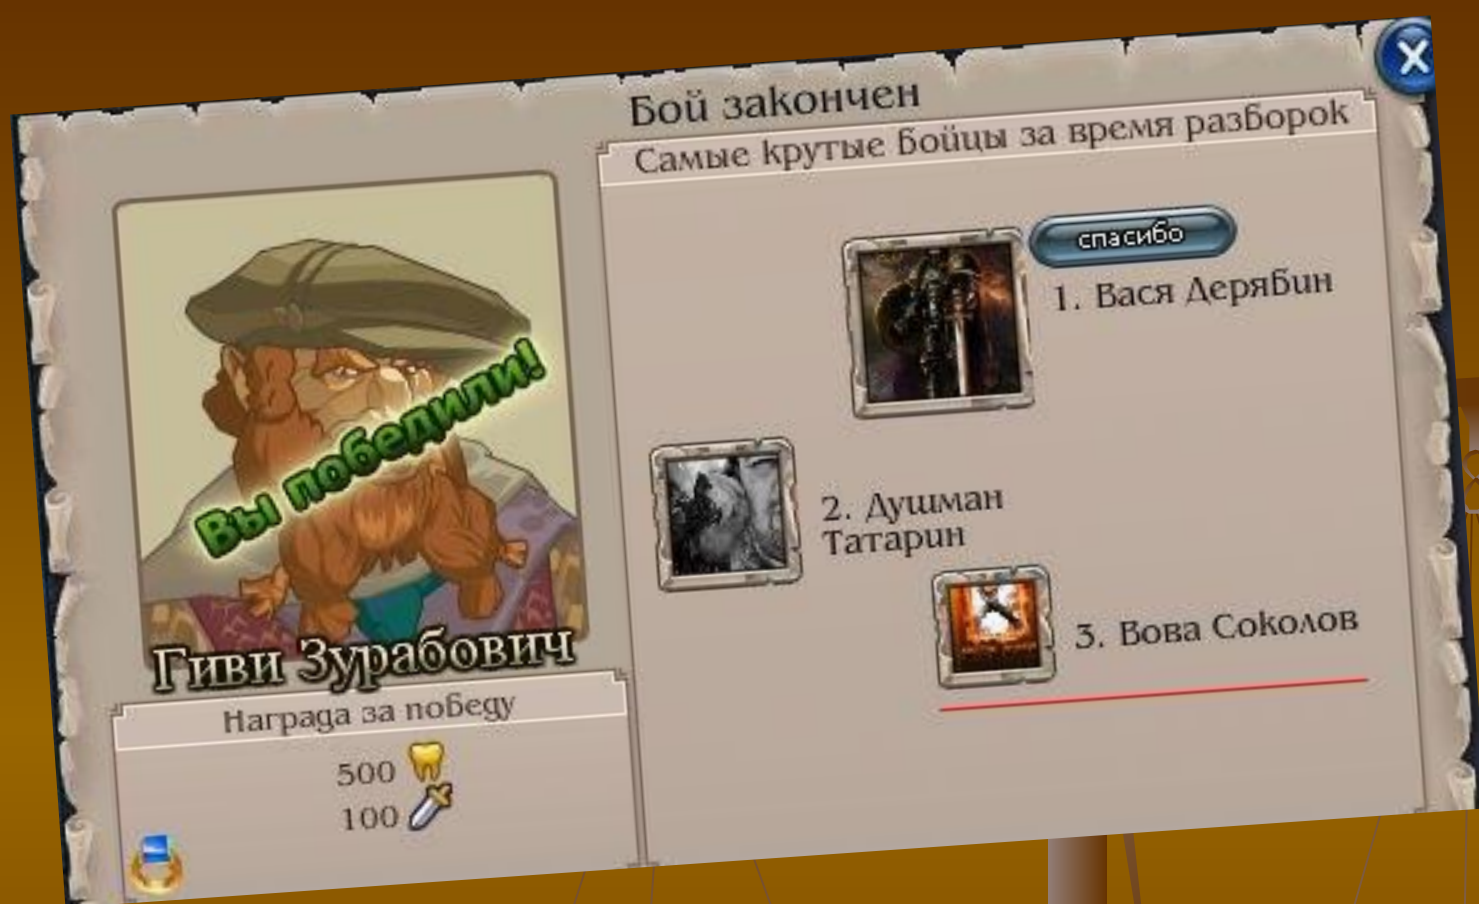 Бой закончен
Самые крутые бойцы за время разборок
спасибо
1. Вася Дерябин
Вы победили!
2. Душман
Татарин
3. Вова Соколов
Гиви Зурабович
Награда за победу
500
100